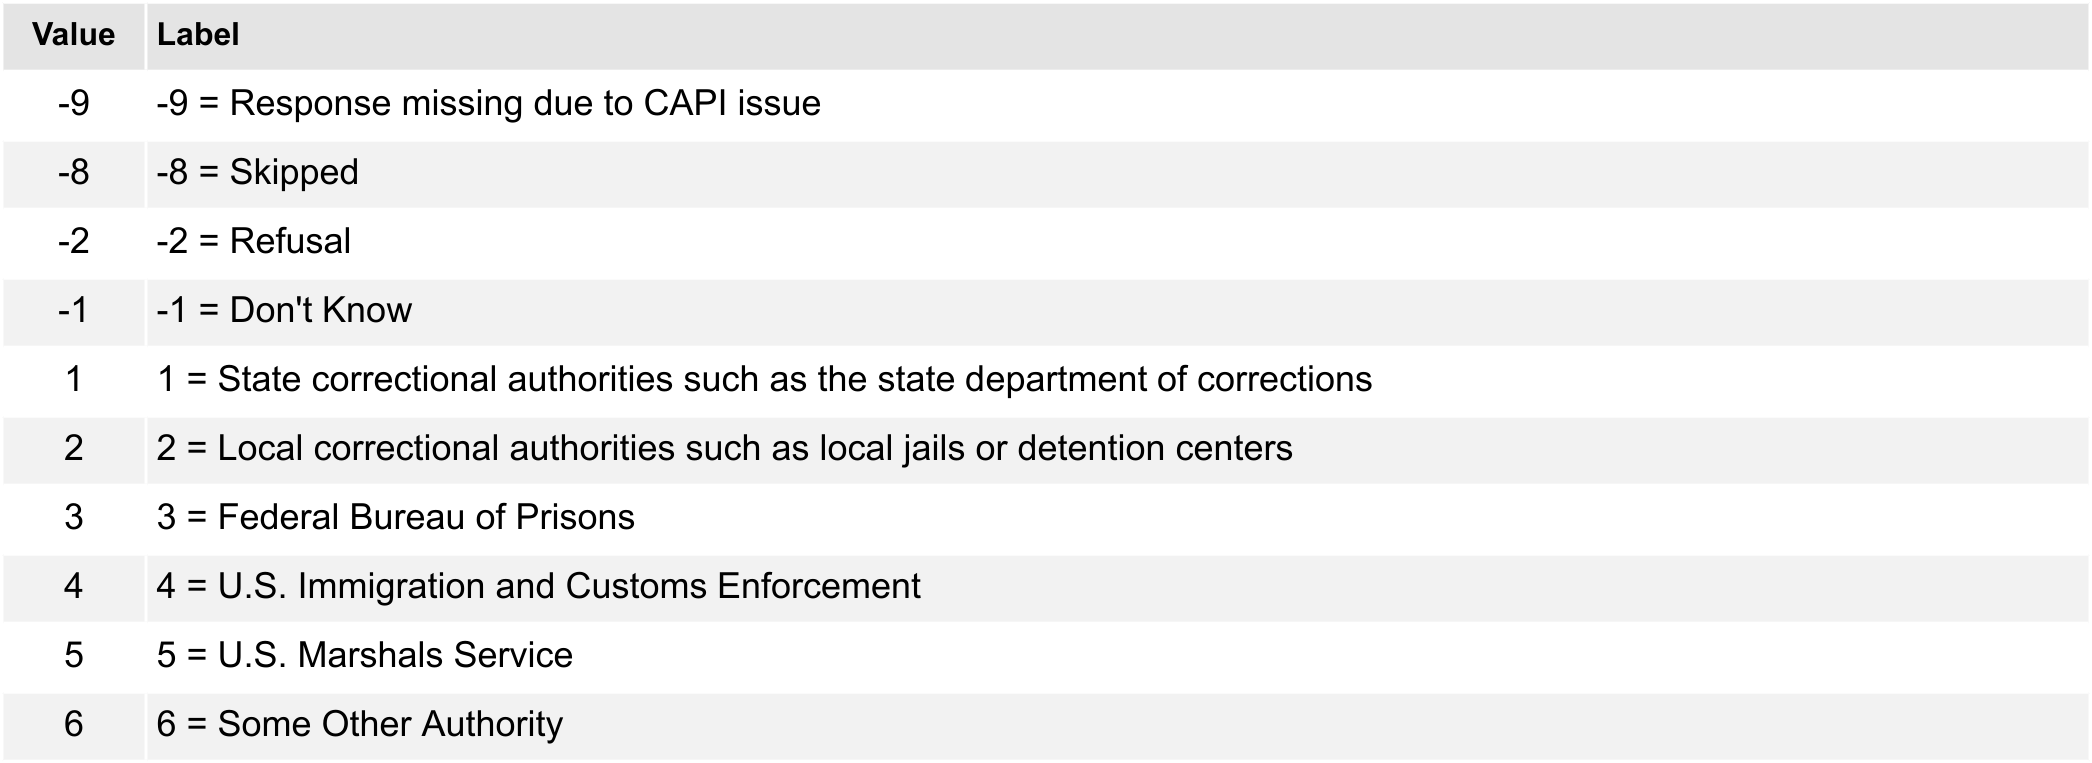 Value Label
-9 -9 = Response missing due to CAPI issue
-8 -8 = Skipped
-2 -2 = Refusal
-1 -1 = Don't Know
1 1 = State correctional authorities such as the state department of corrections
2 2 = Local correctional authorities such as local jails or detention centers
3 3 = Federal Bureau of Prisons
4 4 = U.S. Immigration and Customs Enforcement
5 5 = U.S. Marshals Service
6 6 = Some Other Authority